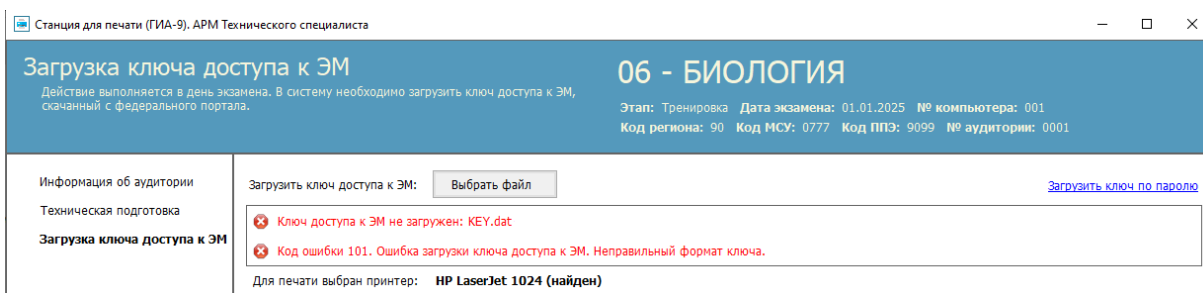 Станция для печати (ГИА-9). АРМ Технического специалиста
Загрузка ключа доступа к ЭМ
Действие выполняется в день экзамена. В систему необходимо загрузить ключ доступа к ЭМ,
скачанный с федерального портала.
06 - БИОЛОГИЯ
Этап: Тренировка Дата экзамена: 01.01.2025 № компьютера: 001
Код региона: 90 Код МСУ: 0777 Код ППЭ: 9099 № аудитории: 0001
Информация об аудитории
Техническая подготовка
Загрузка ключа доступа к ЭМ
Загрузить ключ доступа к ЭМ: Выбрать файл Загрузить ключ по паролю
Ключ доступа к ЭМ не загружен: KEY.dat
Код ошибки 101. Ошибка загрузки ключа доступа к ЭМ. Неправильный формат ключа.
Для печати выбран принтер: HP LaserJet 1024 (найден)